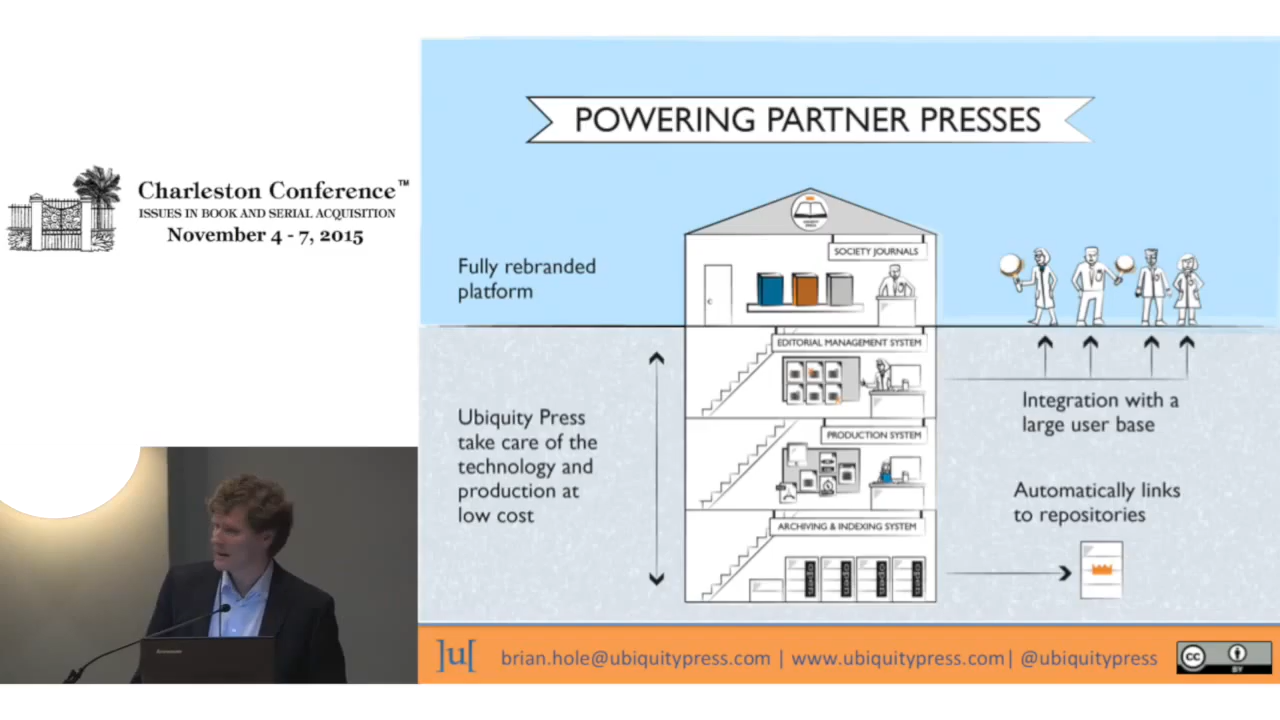 Charleston Conference™
ISSUES IN BOOK AND SERIAL ACQUISITION
November 4 - 7, 2015
POWERING PARTNER PRESSES
Fully rebranded
platform
SOCIETY JOURNALS
EDITORIAL MANAGEMENT SYSTEM
Ubiquity Press
take care of the
technology and
production at
low cost
PRODUCTION SYSTEM
ARCHIVING & INDEXING SYSTEM
Integration with a
large user base
Automatically links
to repositories
]u[ brian.hole@ubiquitypress.com | www.ubiquitypress.com | @ubiquitypress
cc
BY